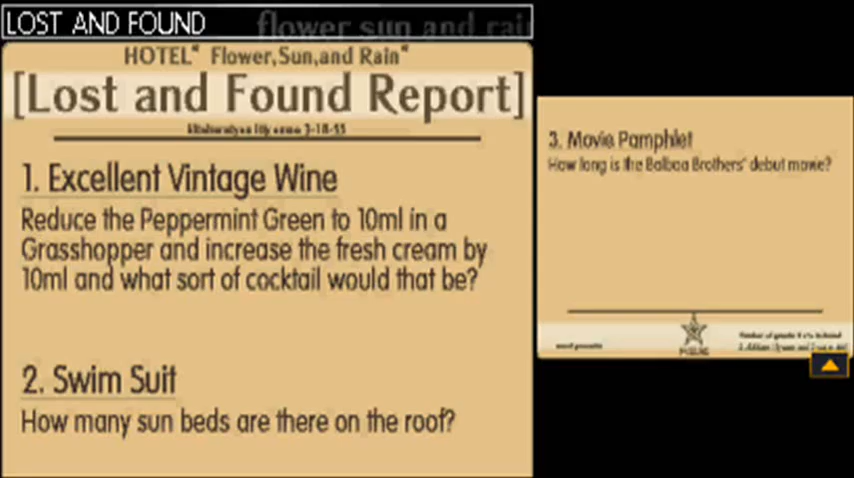 LOST AND FOUND
flower sun and rain
HOTEL" Flower,Sun,and Rain"
[Lost and Found Report]
1. Excellent Vintage Wine
Reduce the Peppermint Green to 10ml in a
Grasshopper and increase the fresh cream by
10ml and what sort of cocktail would that be?
2. Swim Suit
How many sun beds are there on the roof?
3. Movie Pamphlet
How long is the Balboa Brothers' debut movie?